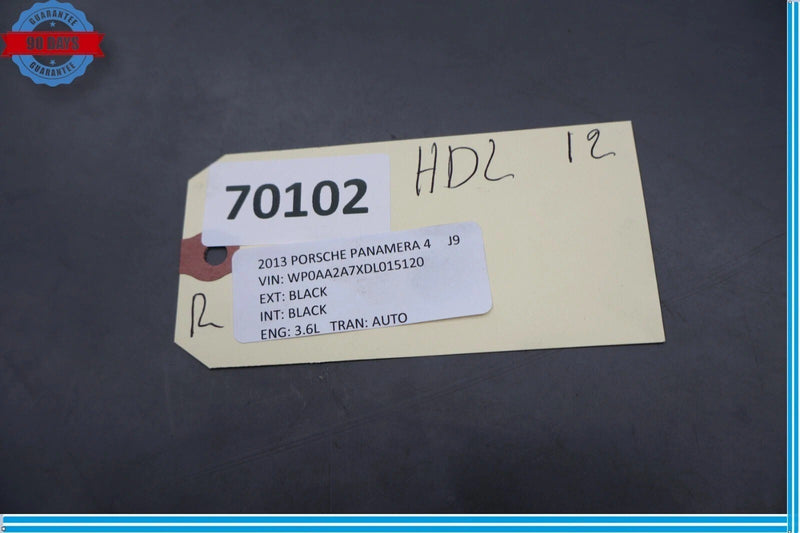 GUARANTEE
90 DAYS
GUARANTEE
HDL 12
70102
2013 PORSCHE PANAMERA 4 J9
VIN: WP0AA2A7XDL015120
EXT: BLACK
INT: BLACK
ENG: 3.6L TRAN: AUTO
R